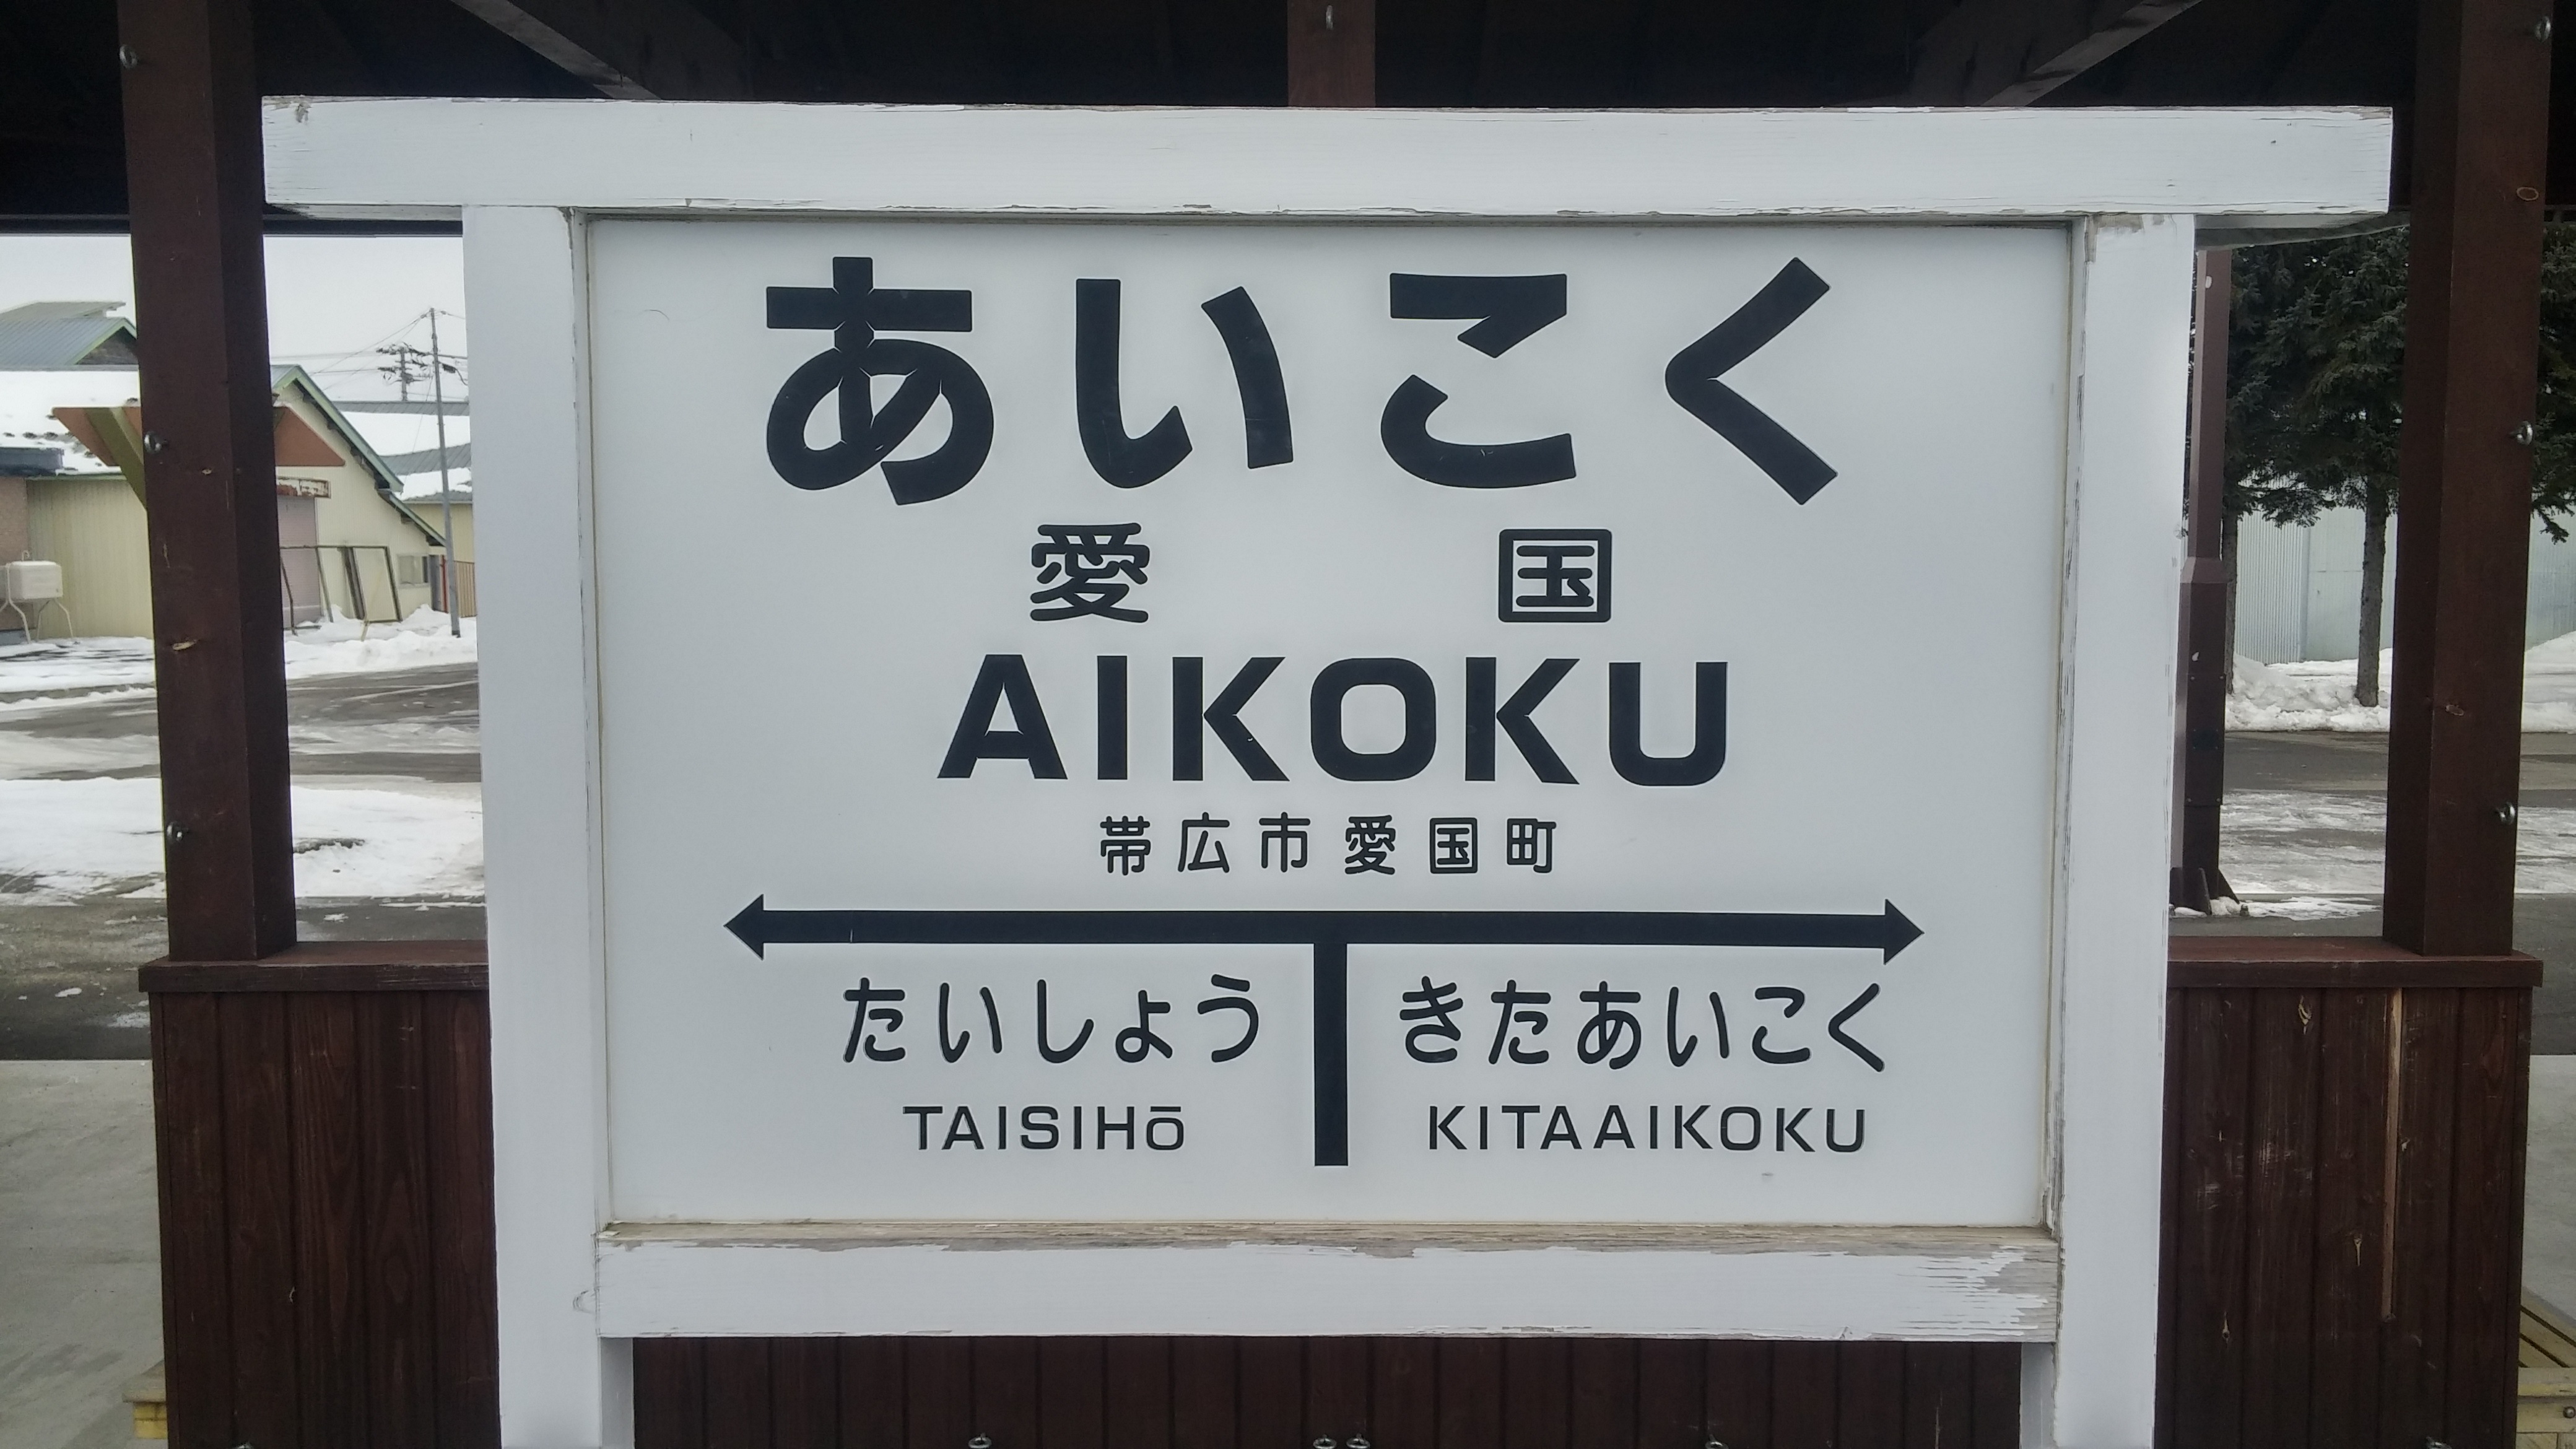 あいこく
愛国
AIKOKU
帯広市愛国町
たいしょう きたあいこく
TAISIHō KITAAIKOKU